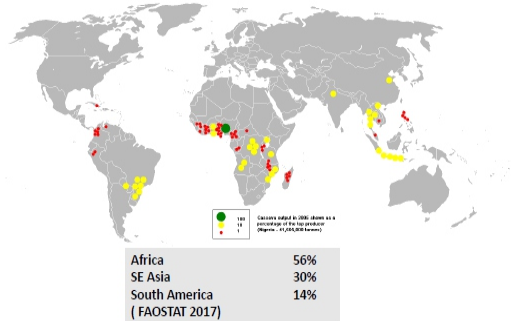 100
10
1
Cassava output in 2005 shown as a
percentage of the top producer
(Nigeria - 41,565,000 tonnes)
Africa 56%
SE Asia 30%
South America 14%
( FAOSTAT 2017)